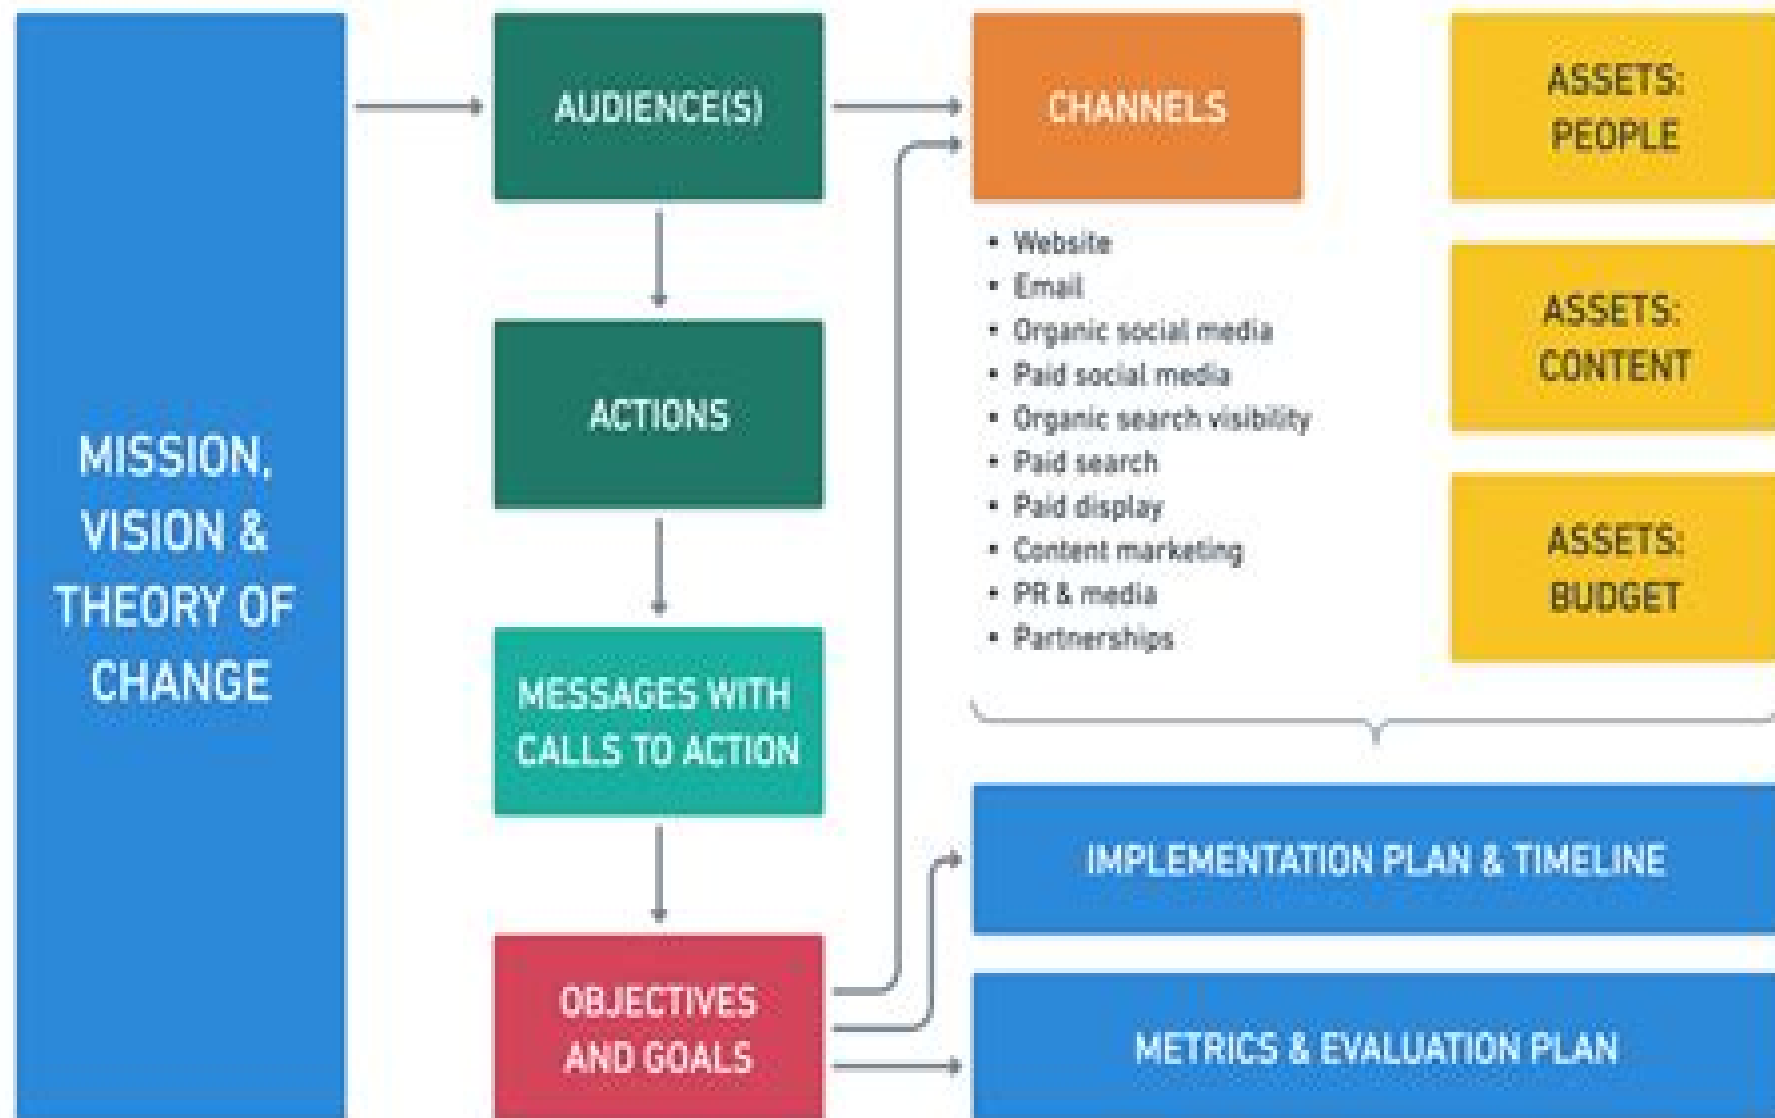 MISSION,
VISION &
THEORY OF
CHANGE
AUDIENCE(S)
ACTIONS
MESSAGES WITH
CALLS TO ACTION
OBJECTIVES
AND GOALS
CHANNELS
• Website
• Email
• Organic social media
• Paid social media
• Organic search visibility
• Paid search
• Paid display
• Content marketing
• PR & media
• Partnerships
ASSETS:
PEOPLE
ASSETS:
CONTENT
ASSETS:
BUDGET
IMPLEMENTATION PLAN & TIMELINE
METRICS & EVALUATION PLAN